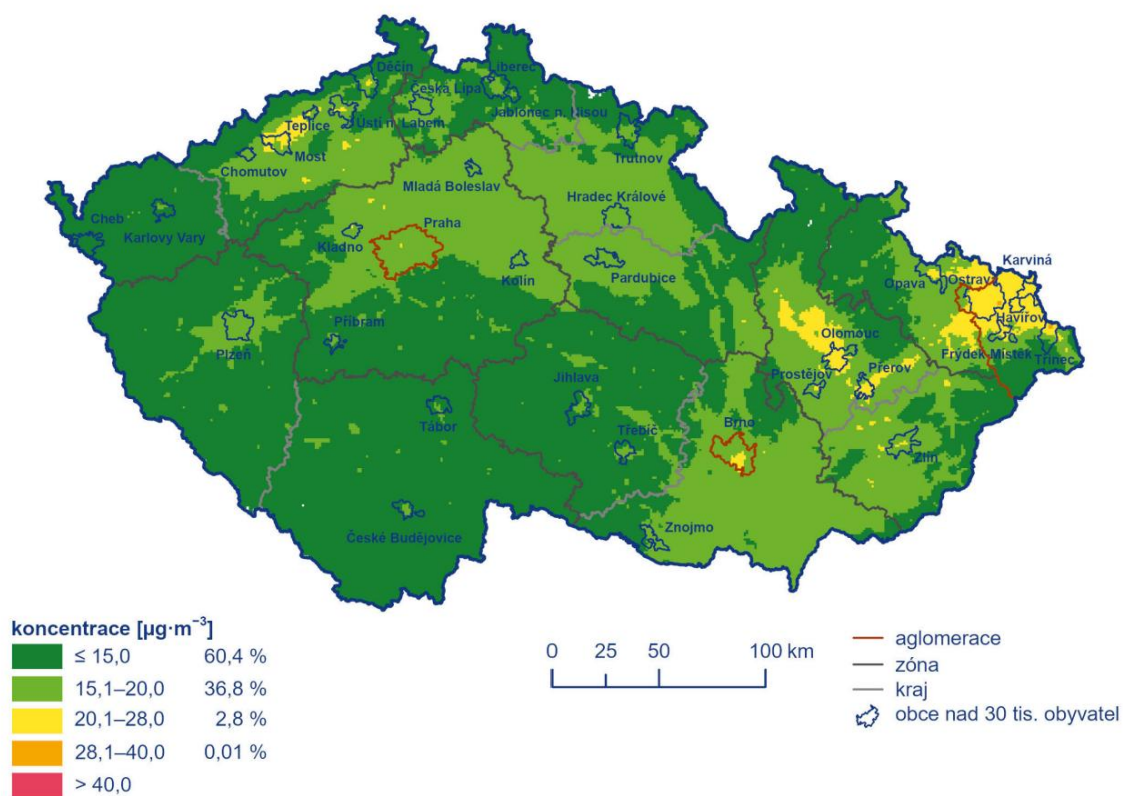 Děčín
Liberec
Česká Lípa
Teplice
Ústí n. Labem
Jablonec n. Nisou
Most
Trutnov
Chomutov
Mladá Boleslav
Hradec Králové
Cheb
Karlovy Vary
Praha
Kladno
Karviná
Kolín
Pardubice
Opava
Ostrava
Havířov
Příbram
Olomouc
Plzeň
Frýdek Místek
Třinec
Prostějov
Přerov
Jihlava
Tábor
Třebíč
Brno
Zlín
Znojmo
České Budějovice
koncentrace [µg·m⁻³]
≤ 15,0 60,4 %
15,1–20,0 36,8 %
20,1–28,0 2,8 %
28,1–40,0 0,01 %
> 40,0
0 25 50 100 km
aglomerace
zóna
kraj
obce nad 30 tis. obyvatel